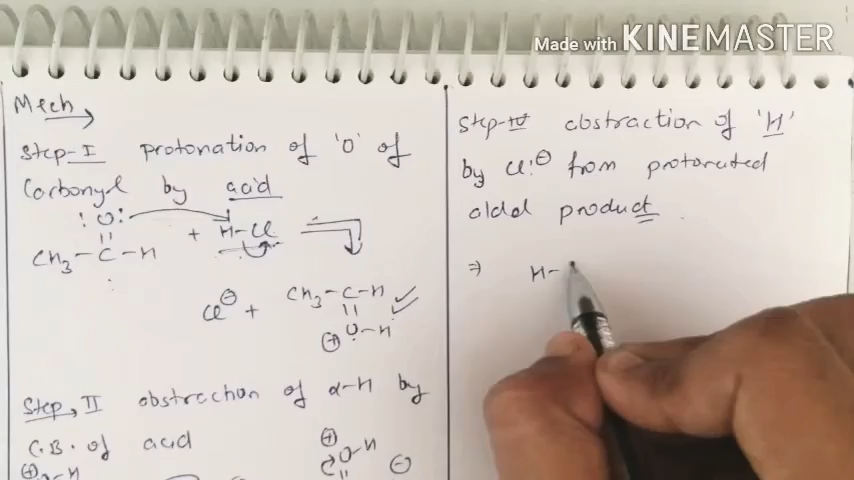 Made with KINEMASTER
Mech
Step-I protonation of 'O' of
Carbonyl by acid
:O:
CH3-C-H + H-Cl
Cl⊖ + CH3-C-H
⊕ O-H
Step, II abstraction of α-H by
C.B. of acid
⊕ O-H
⊕ O-H ⊖
Step-IV abstraction of 'H'
by Cl:⊖ from protonated
aldol product
⇒ H-